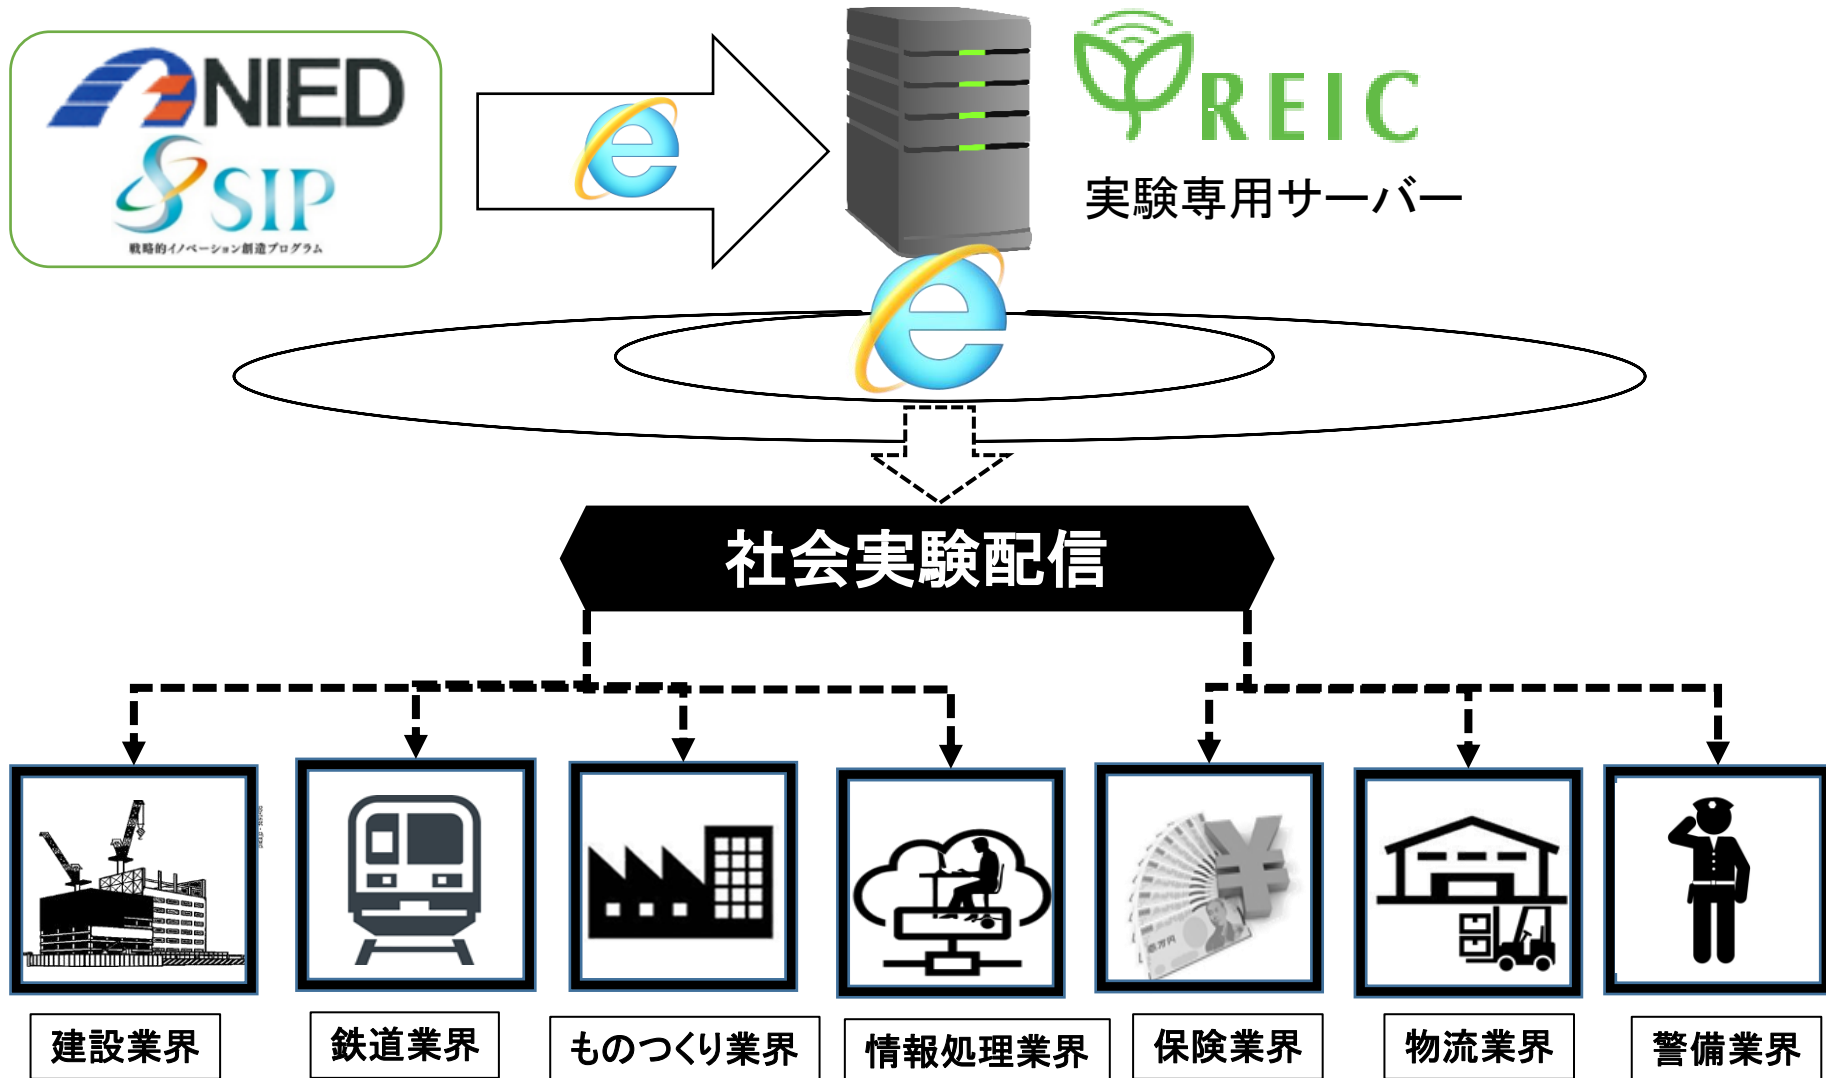 NIED
SIP
戦略的イノベーション創造プログラム
REIC
実験専用サーバー
社会実験配信
建設業界
鉄道業界
ものつくり業界
情報処理業界
保険業界
物流業界
警備業界